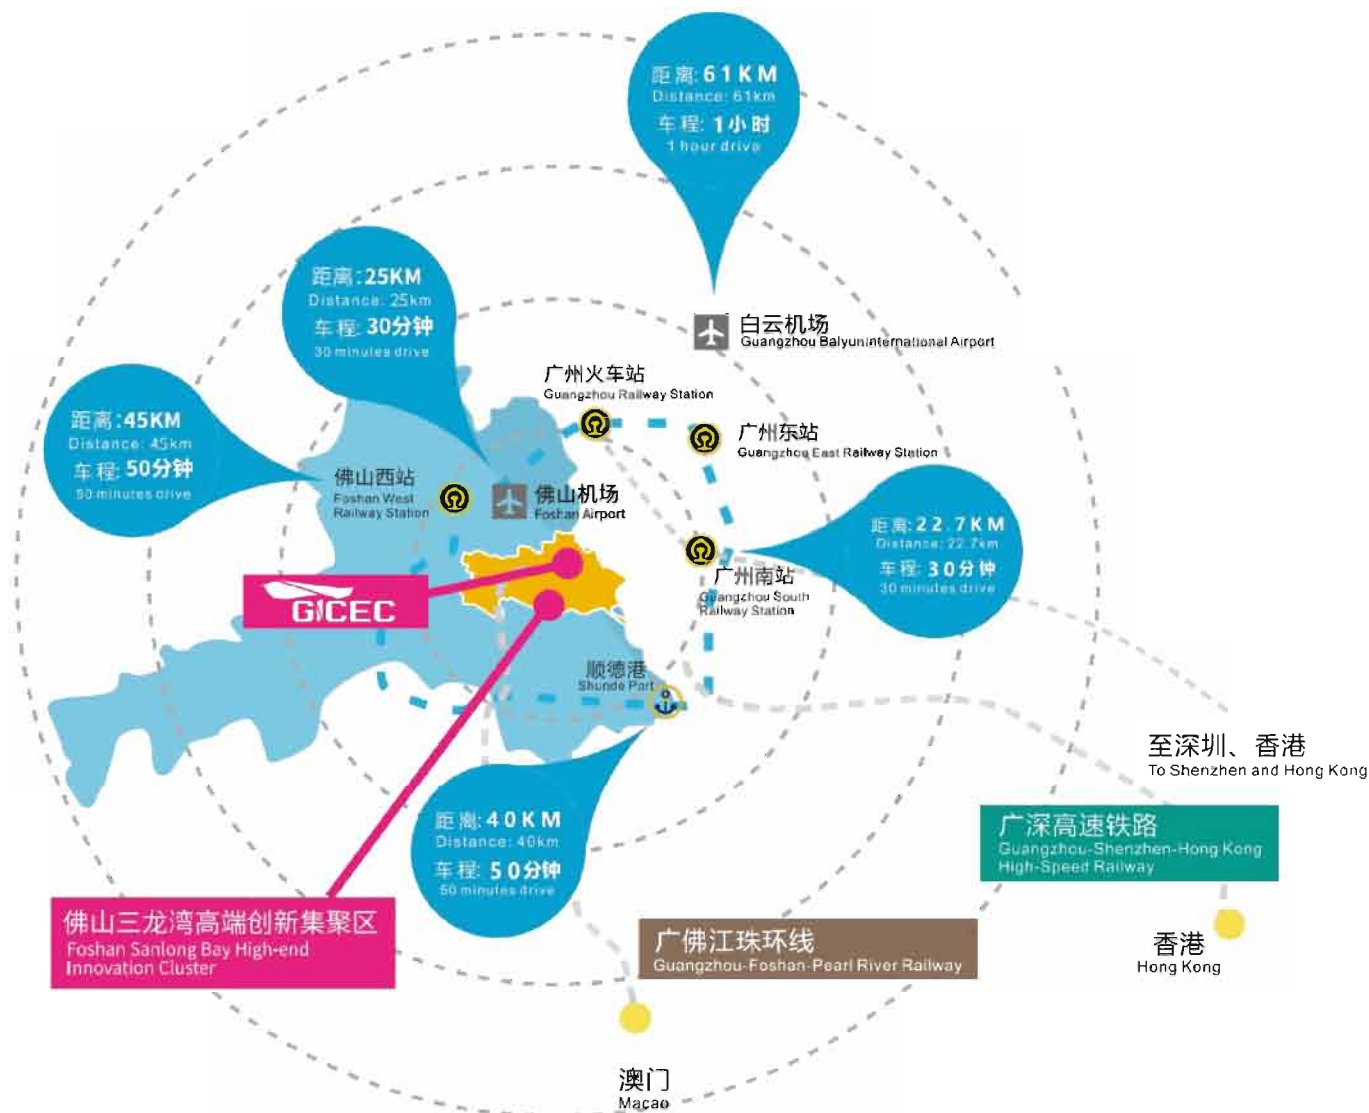 距离: 61KM
Distance: 61km
车程: 1小时
1 hour drive
距离:25KM
Distance: 25km
车程: 30分钟
30 minutes drive
白云机场
Guangzhou Baiyuninternational Airport
广州火车站
Guangzhou Railway Station
距离:45KM
Distance: 45km
车程:50分钟
50 minutes drive
广州东站
Guangzhou East Railway Station
佛山西站
Foshan West
Railway Station
佛山机场
Foshan Airport
距离:22.7KM
Distance: 22.7km
车程: 30分钟
30 minutes drive
广州南站
Guangzhou South
Railway Station
GICEC
顺德港
Shunde Port
至深圳、香港
To Shenzhen and Hong Kong
距离:40KM
Distance: 40km
车程: 50分钟
50 minutes drive
广深高速铁路
Guangzhou-Shenzhen-Hong Kong
High-Speed Railway
佛山三龙湾高端创新集聚区
Foshan Sanlong Bay High-end
Innovation Cluster
广佛江珠环线
Guangzhou-Foshan-Pearl River Railway
香港
Hong Kong
澳门
Macao